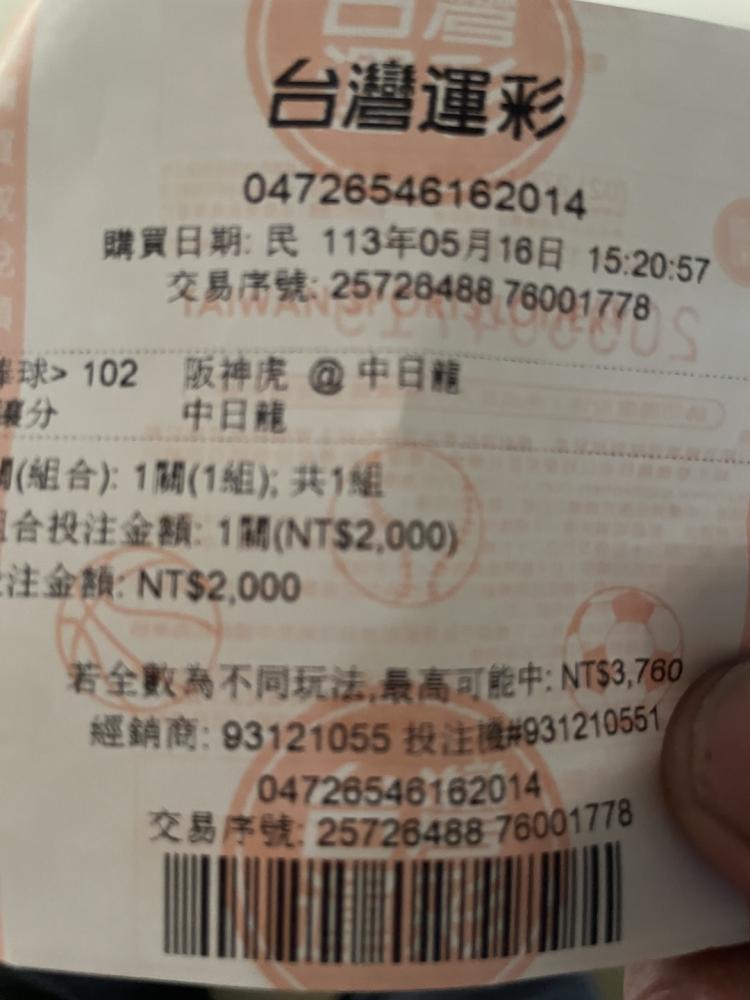 台灣運彩
04726546162014
購買日期: 民 113年05月16日 15:20:57
交易序號: 25726488 76001778
球> 102 阪神虎 @ 中日龍
讓分 中日龍
(組合): 1關(1組); 共1組
合投注金額: 1關(NT$2,000)
注金額: NT$2,000
若全數為不同玩法,最高可能中: NT$3,760
經銷商: 93121055 投注機#931210551
04726546162014
交易序號: 25726488 76001778